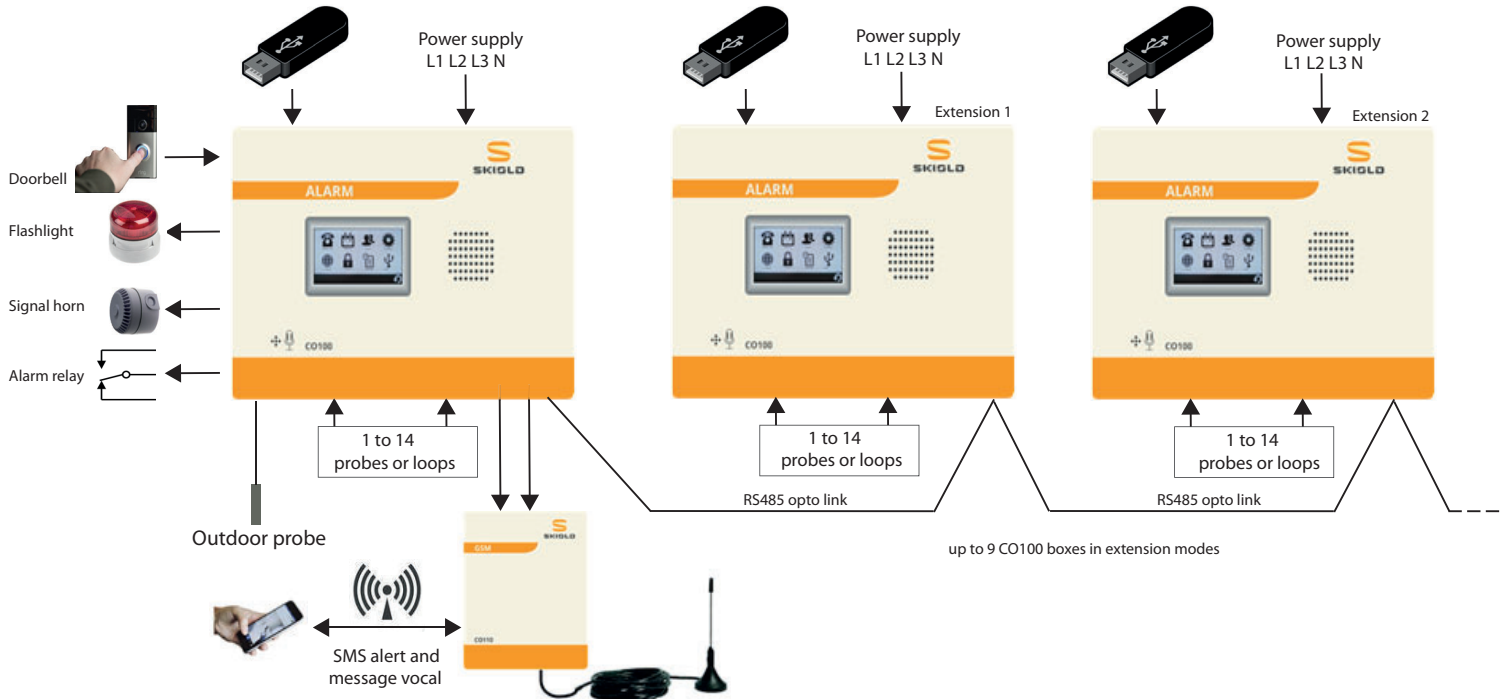 Power supply
L1 L2 L3 N
Power supply
L1 L2 L3 N
Power supply
L1 L2 L3 N
Extension 1
Extension 2
Doorbell
Flashlight
Signal horn
Alarm relay
SKIOLD
ALARM
CO100
SKIOLD
ALARM
CO100
SKIOLD
ALARM
CO100
1 to 14
probes or loops
1 to 14
probes or loops
1 to 14
probes or loops
RS485 opto link
RS485 opto link
up to 9 CO100 boxes in extension modes
Outdoor probe
SKIOLD
GSM
CO110
SMS alert and
message vocal